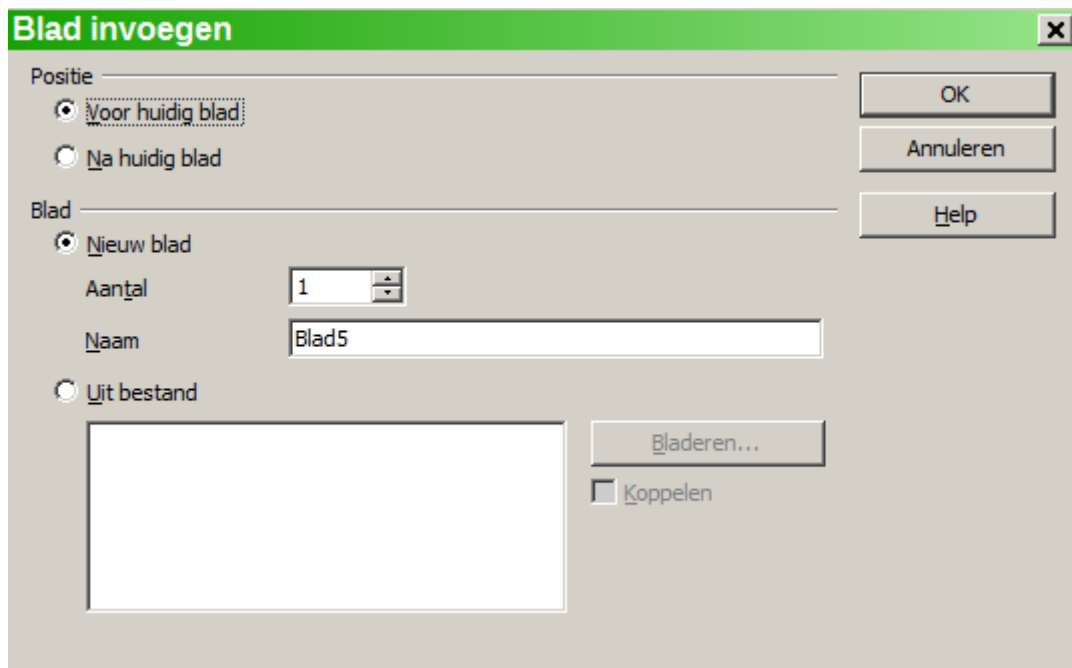 Blad invoegen
Positie
Voor huidig blad
Na huidig blad
OK
Annuleren
Help
Blad
Nieuw blad
Aantal 1
Naam Blad5
Uit bestand
Bladeren...
Koppelen